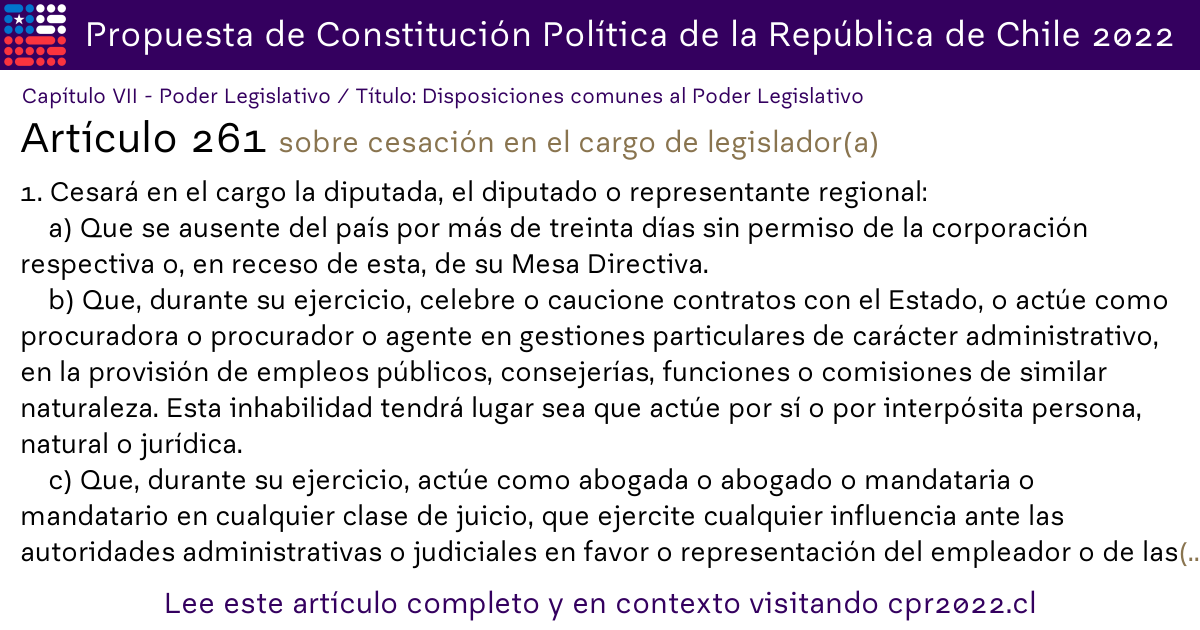 Propuesta de Constitución Política de la República de Chile 2022
Capítulo VII - Poder Legislativo / Título: Disposiciones comunes al Poder Legislativo
Artículo 261 sobre cesación en el cargo de legislador(a)
1. Cesará en el cargo la diputada, el diputado o representante regional:
a) Que se ausente del país por más de treinta días sin permiso de la corporación
respectiva o, en receso de esta, de su Mesa Directiva.
b) Que, durante su ejercicio, celebre o caucione contratos con el Estado, o actúe como
procuradora o procurador o agente en gestiones particulares de carácter administrativo,
en la provisión de empleos públicos, consejerías, funciones o comisiones de similar
naturaleza. Esta inhabilidad tendrá lugar sea que actúe por sí o por interpósita persona,
natural o jurídica.
c) Que, durante su ejercicio, actúe como abogada o abogado o mandataria o
mandatario en cualquier clase de juicio, que ejercite cualquier influencia ante las
autoridades administrativas o judiciales en favor o representación del empleador o de las(..
Lee este artículo completo y en contexto visitando cpr2022.cl